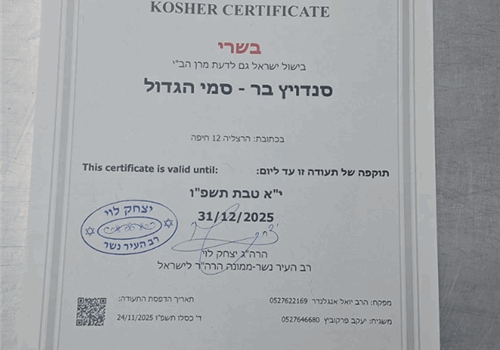 KOSHER CERTIFICATE
בשרי
בישול ישראל גם לדעת מרן הב"י
סנדויץ בר - סמי הגדול
בכתובת: הרצליה 12 חיפה
This certificate is valid until: תוקפה של תעודה זו עד ליום:
י"א טבת תשפ"ו
31/12/2025
יצחק לוי
רב העיר נשר
הרה"ג יצחק לוי
רב העיר נשר-ממונה הרה"ר לישראל
מפקח: הרב יואל אנגלנדר 0527622169
תאריך הדפסת התעודה:
משגיח: יעקב פרקוביץ 0527646680
ד' כסלו תשפ"ו 24/11/2025